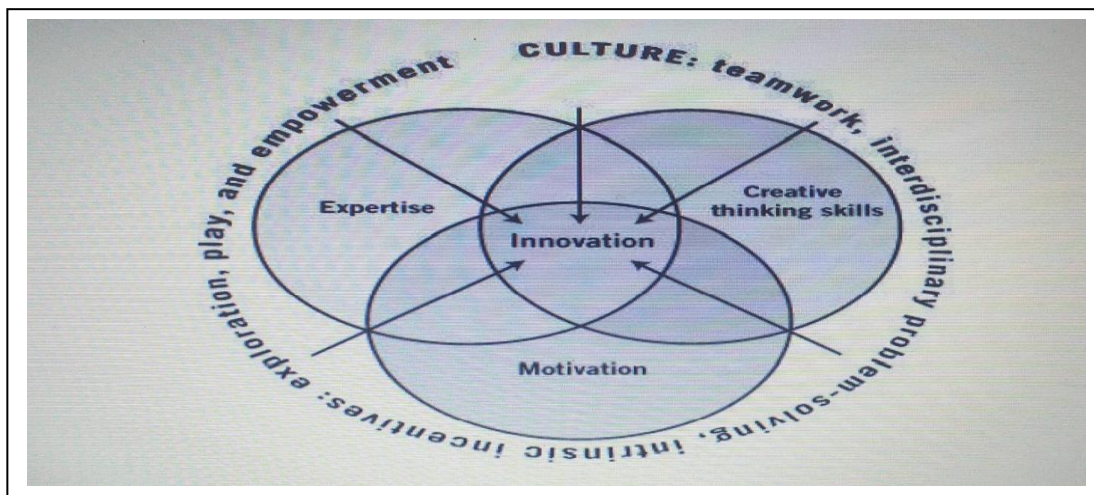 CULTURE: teamwork, interdisciplinary problem-solving, intrinsic incentives: exploration, play, and empowerment
Expertise
Creative
thinking skills
Innovation
Motivation